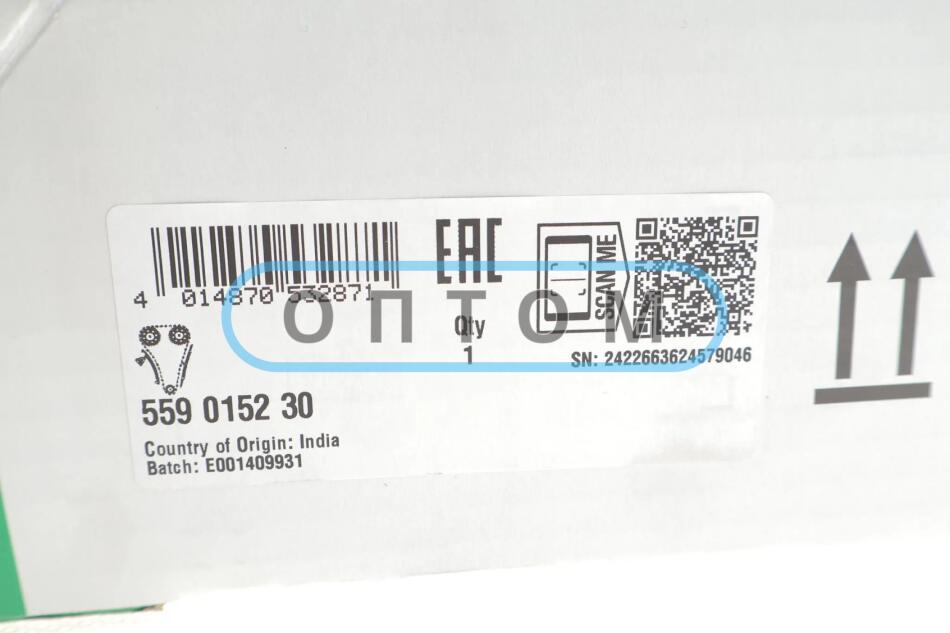 EAC
SCAN ME
4 014870 532871
ОПТОМ
Qty
1
SN: 2422663624579046
559 0152 30
Country of Origin: India
Batch: E001409931